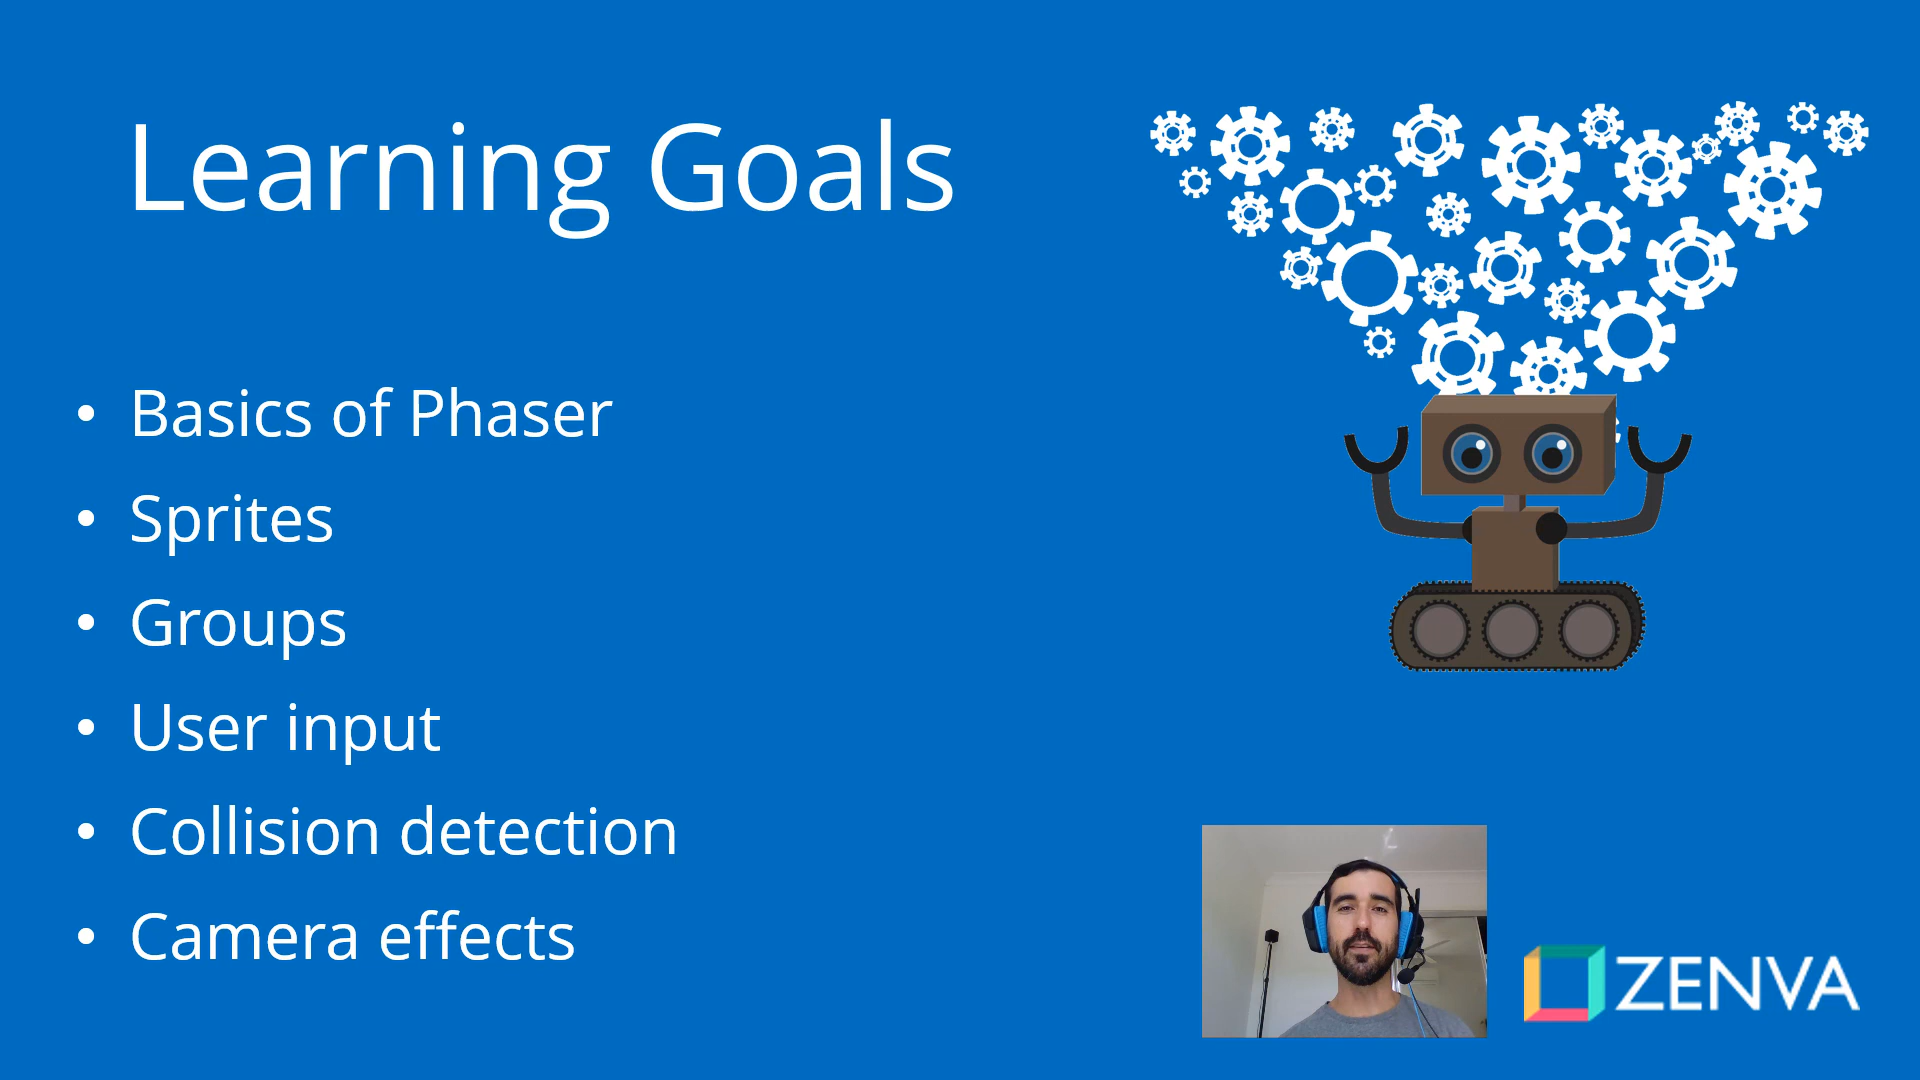 Learning Goals
• Basics of Phaser
• Sprites
• Groups
• User input
• Collision detection
• Camera effects
ZENVA